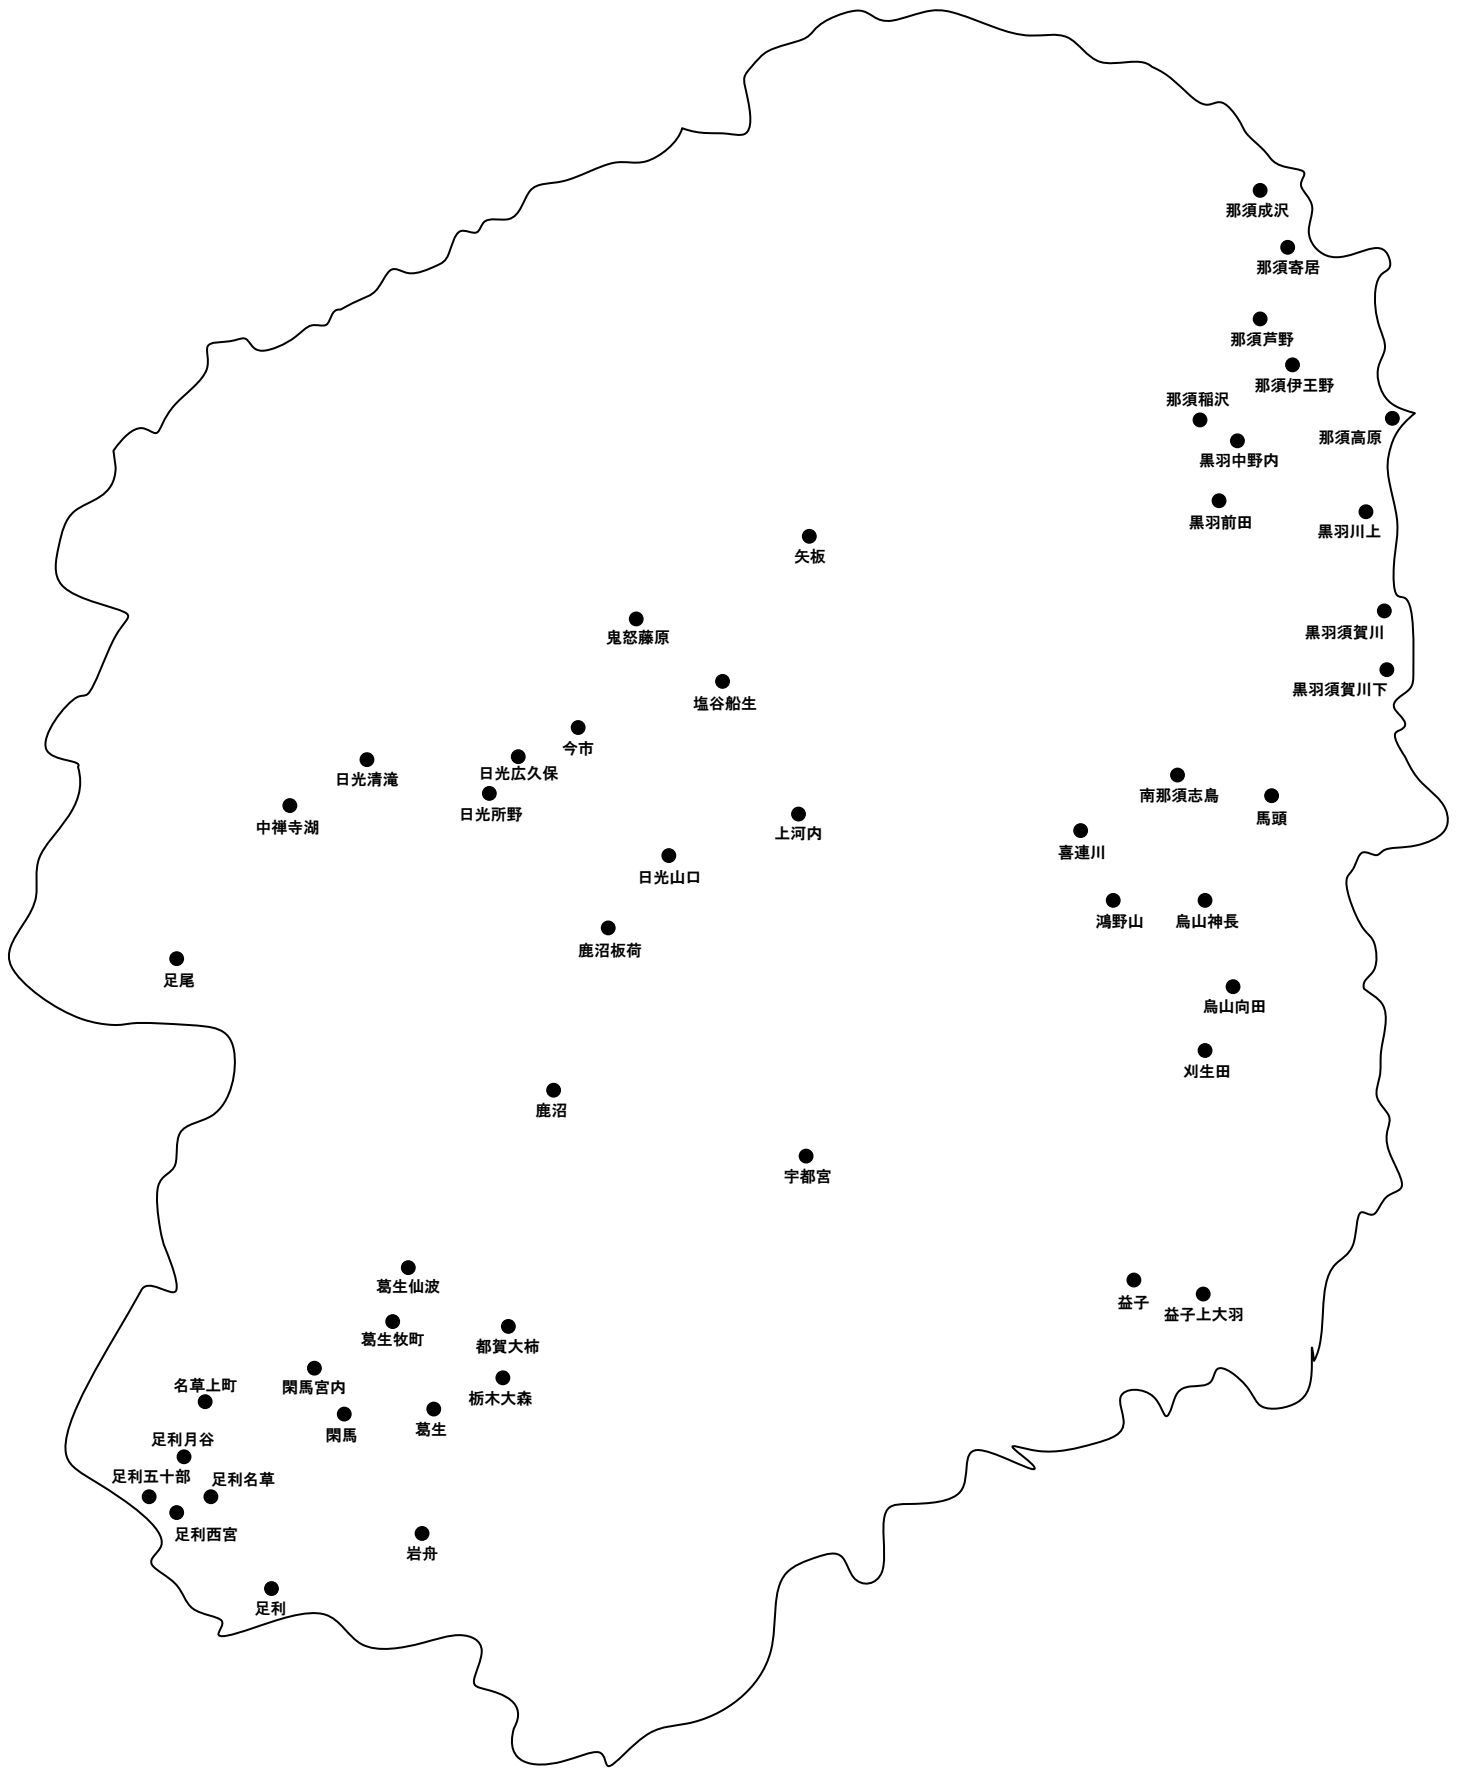 那須成沢
那須寄居
那須芦野
那須伊王野
那須稲沢
那須高原
黒羽中野内
黒羽前田
黒羽川上
矢板
黒羽須賀川
鬼怒藤原
黒羽須賀川下
塩谷船生
今市
日光広久保
日光清滝
日光所野
中禅寺湖
南那須志鳥
馬頭
上河内
喜連川
日光山口
鴻野山
烏山神長
鹿沼板荷
足尾
烏山向田
刈生田
鹿沼
宇都宮
葛生仙波
益子
益子上大羽
葛生牧町
都賀大柿
名草上町
閑馬宮内
栃木大森
葛生
閑馬
足利月谷
足利五十部
足利名草
足利西宮
岩舟
足利